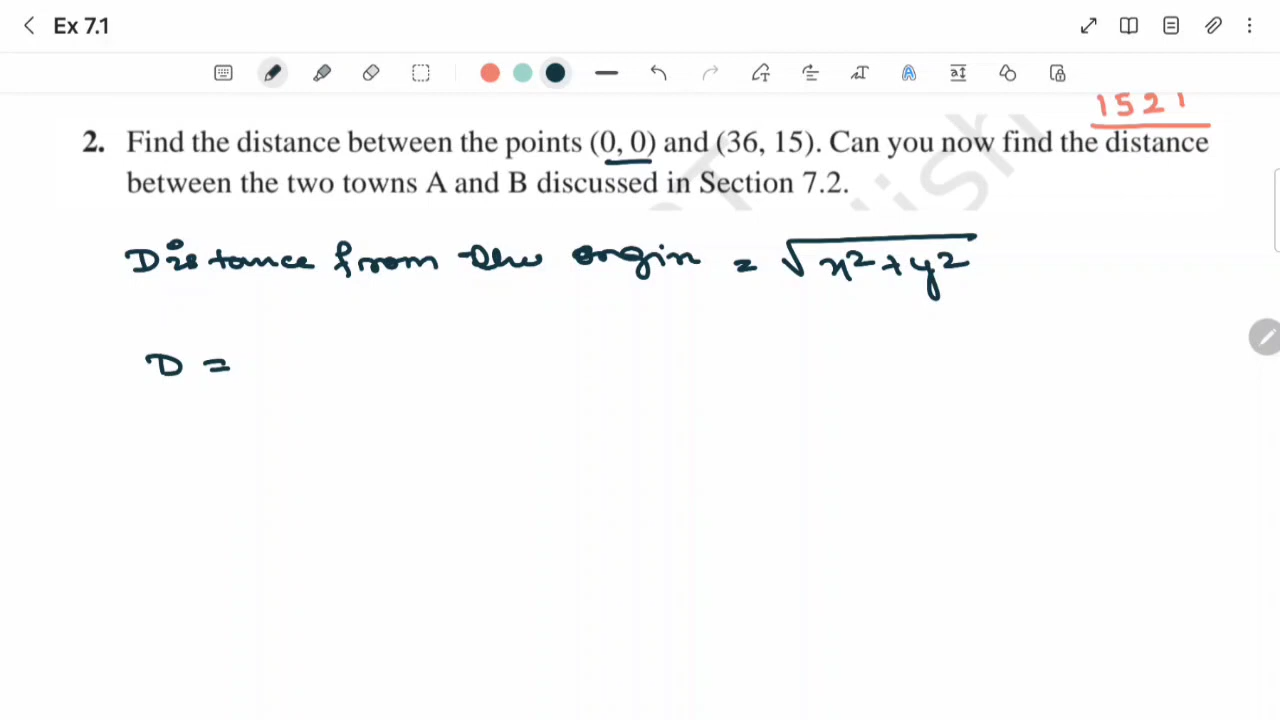 Ex 7.1
1521
2. Find the distance between the points (0, 0) and (36, 15). Can you now find the distance
between the two towns A and B discussed in Section 7.2.
Distance from the orgin = √x²+y²
D =